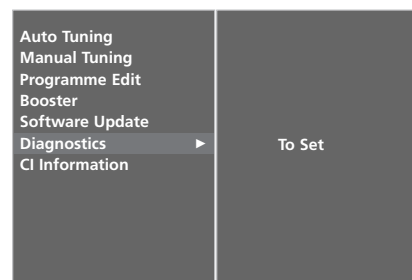 Auto Tuning
Manual Tuning
Programme Edit
Booster
Software Update
Diagnostics ►
CI Information
To Set